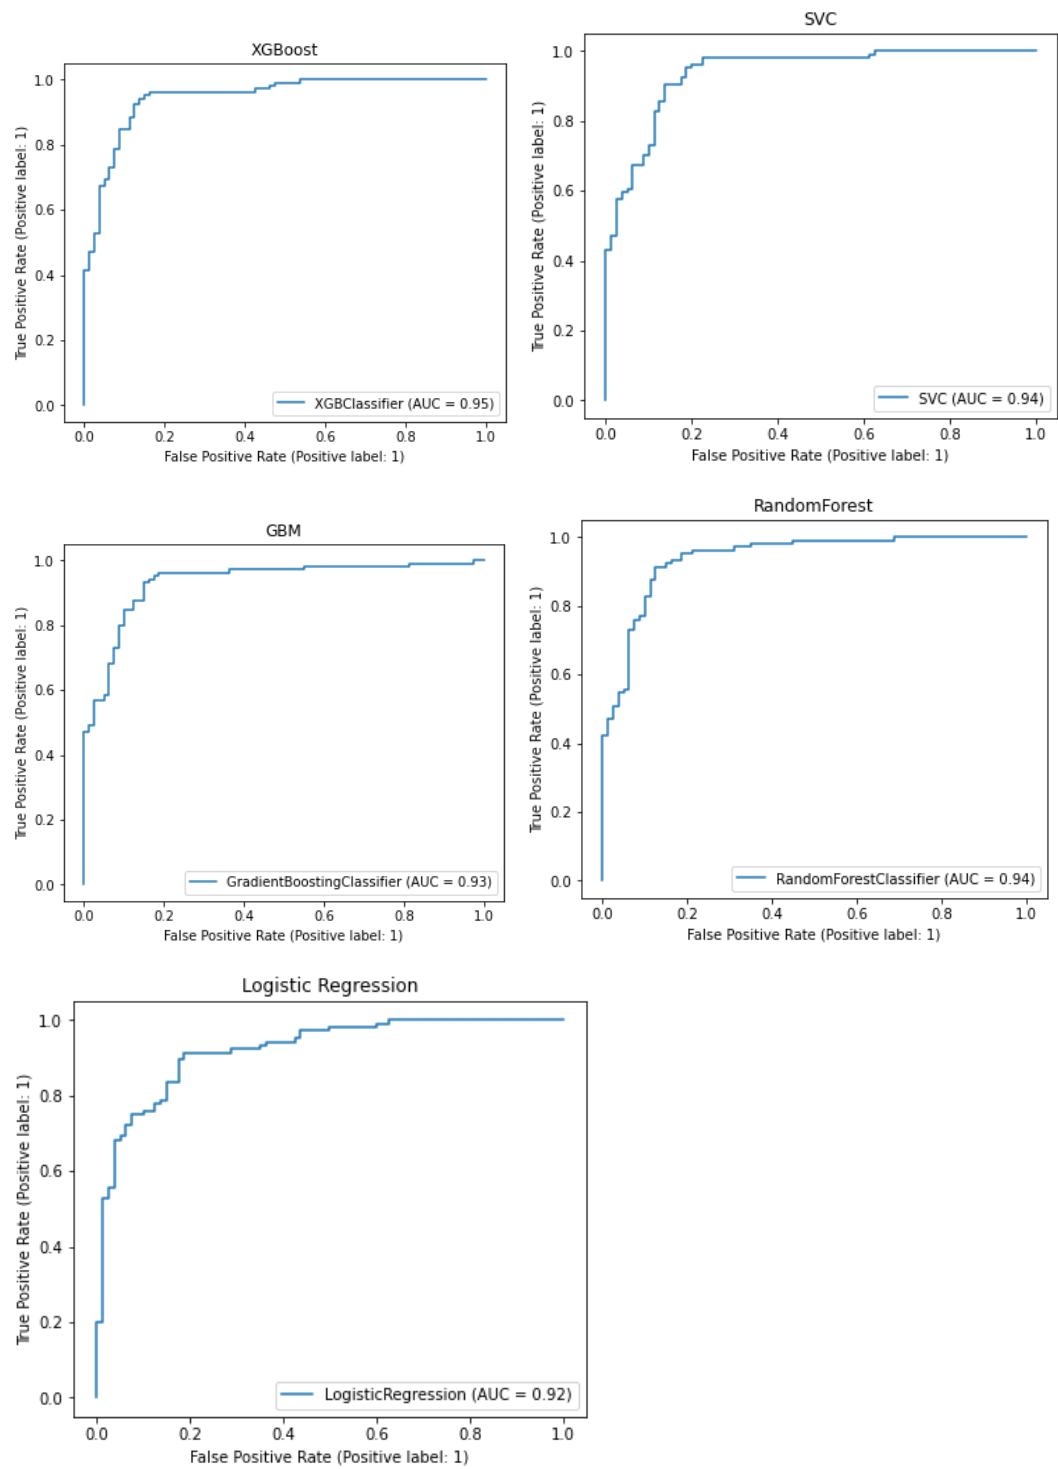 XGBoost
True Positive Rate (Positive label: 1)
1.0
0.8
0.6
0.4
0.2
0.0
XGBClassifier (AUC = 0.95)
0.0 0.2 0.4 0.6 0.8 1.0
False Positive Rate (Positive label: 1)
SVC
True Positive Rate (Positive label: 1)
1.0
0.8
0.6
0.4
0.2
0.0
SVC (AUC = 0.94)
0.0 0.2 0.4 0.6 0.8 1.0
False Positive Rate (Positive label: 1)
GBM
True Positive Rate (Positive label: 1)
1.0
0.8
0.6
0.4
0.2
0.0
GradientBoostingClassifier (AUC = 0.93)
0.0 0.2 0.4 0.6 0.8 1.0
False Positive Rate (Positive label: 1)
RandomForest
True Positive Rate (Positive label: 1)
1.0
0.8
0.6
0.4
0.2
0.0
RandomForestClassifier (AUC = 0.94)
0.0 0.2 0.4 0.6 0.8 1.0
False Positive Rate (Positive label: 1)
Logistic Regression
True Positive Rate (Positive label: 1)
1.0
0.8
0.6
0.4
0.2
0.0
LogisticRegression (AUC = 0.92)
0.0 0.2 0.4 0.6 0.8 1.0
False Positive Rate (Positive label: 1)